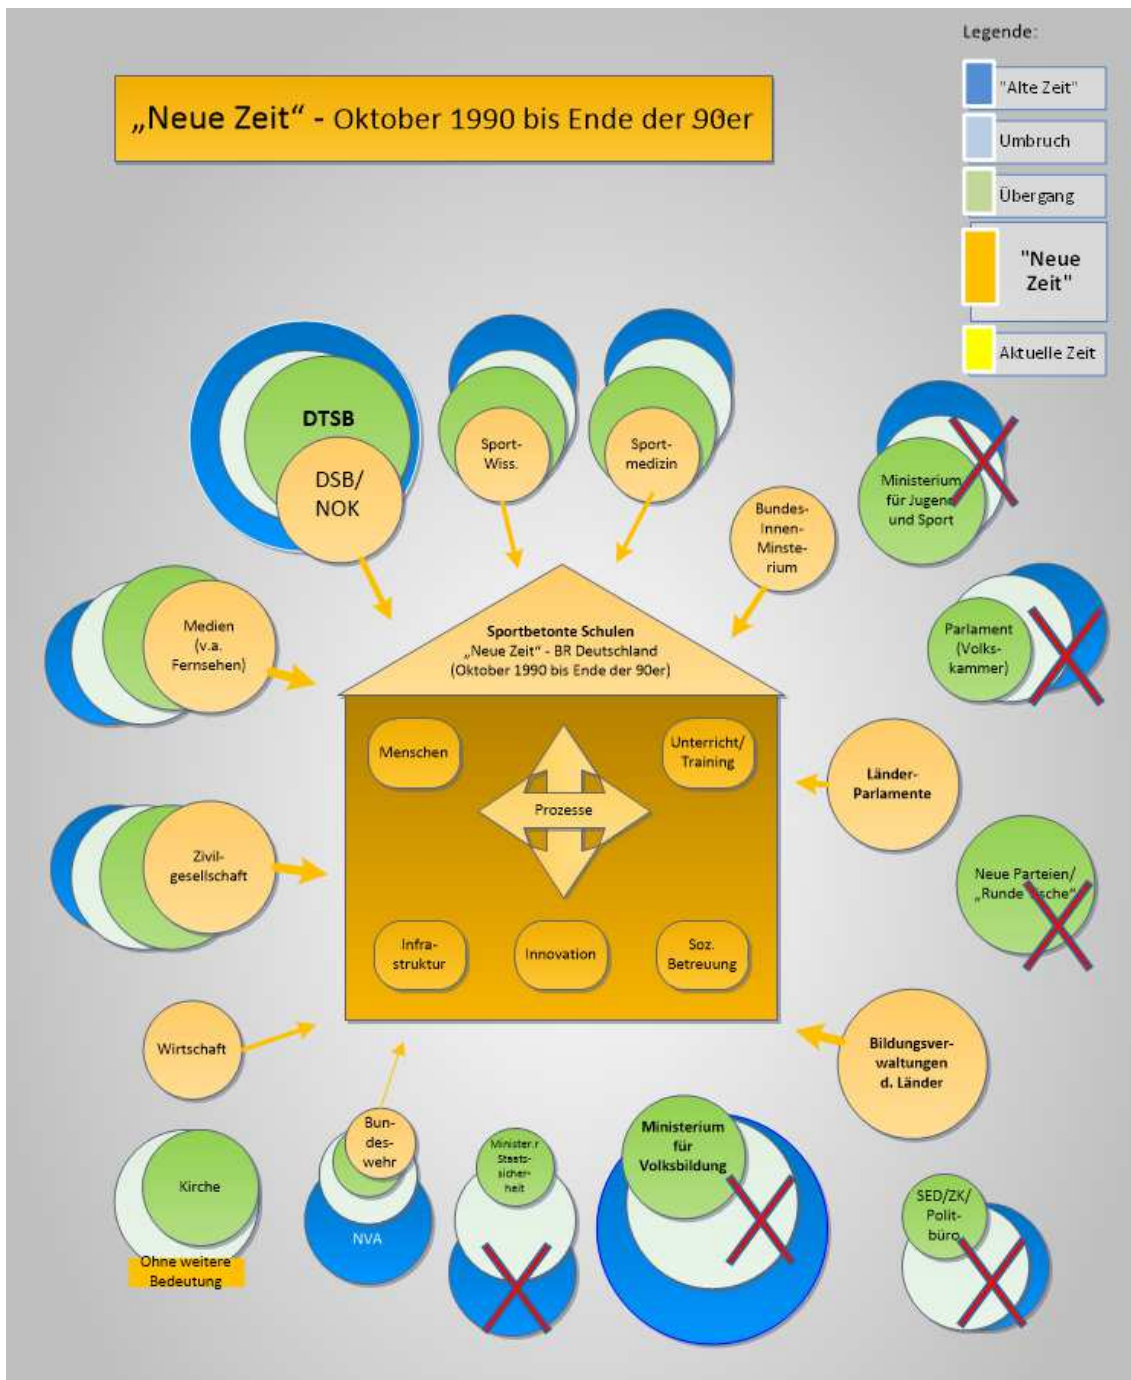 Legende:
"Alte Zeit"
Umbruch
Übergang
"Neue
Zeit"
Aktuelle Zeit
„Neue Zeit“ - Oktober 1990 bis Ende der 90er
DTSB
DSB/
NOK
Sport-
Wiss.
Sport-
medizin
Bundes-
Innen-
Minste-
rium
Ministerium
für Jugend
und Sport
Medien
(v.a.
Fernsehen)
Parlament
(Volks-
kammer)
Sportbetonte Schulen
„Neue Zeit“ - BR Deutschland
(Oktober 1990 bis Ende der 90er)
Menschen
Unterricht/
Training
Prozesse
Länder-
Parlamente
Zivil-
gesellschaft
Neue Parteien/
„Runde Tische“
Infra-
struktur
Innovation
Soz.
Betreuung
Wirtschaft
Bildungsver-
waltungen
d. Länder
Kirche
Ohne weitere
Bedeutung
Bun-
des-
wehr
NVA
Minister.r
Staats-
sicher-
heit
Ministerium
für
Volksbildung
SED/ZK/
Polit-
büro